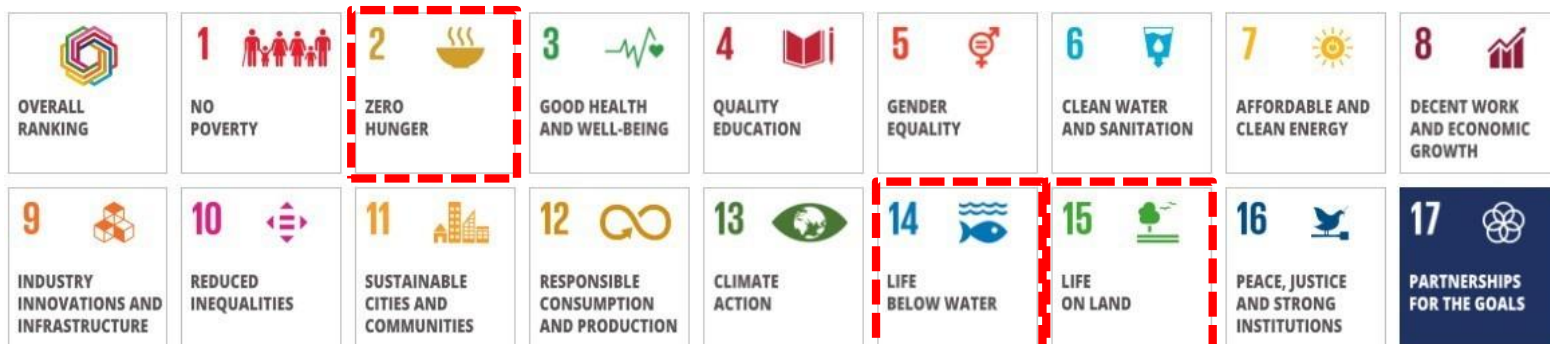 OVERALL
RANKING
1
NO
POVERTY
2
ZERO
HUNGER
3
GOOD HEALTH
AND WELL-BEING
4
QUALITY
EDUCATION
5
GENDER
EQUALITY
6
CLEAN WATER
AND SANITATION
7
AFFORDABLE AND
CLEAN ENERGY
8
DECENT WORK
AND ECONOMIC
GROWTH
9
INDUSTRY
INNOVATIONS AND
INFRASTRUCTURE
10
REDUCED
INEQUALITIES
11
SUSTAINABLE
CITIES AND
COMMUNITIES
12
RESPONSIBLE
CONSUMPTION
AND PRODUCTION
13
CLIMATE
ACTION
14
LIFE
BELOW WATER
15
LIFE
ON LAND
16
PEACE, JUSTICE
AND STRONG
INSTITUTIONS
17
PARTNERSHIPS
FOR THE GOALS